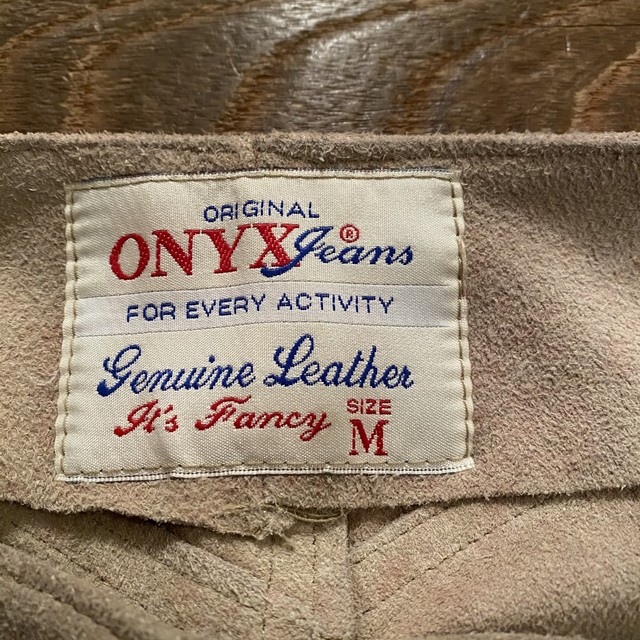 ORIGINAL
ONYX Jeans ®
FOR EVERY ACTIVITY
Genuine Leather
It's Fancy SIZE M